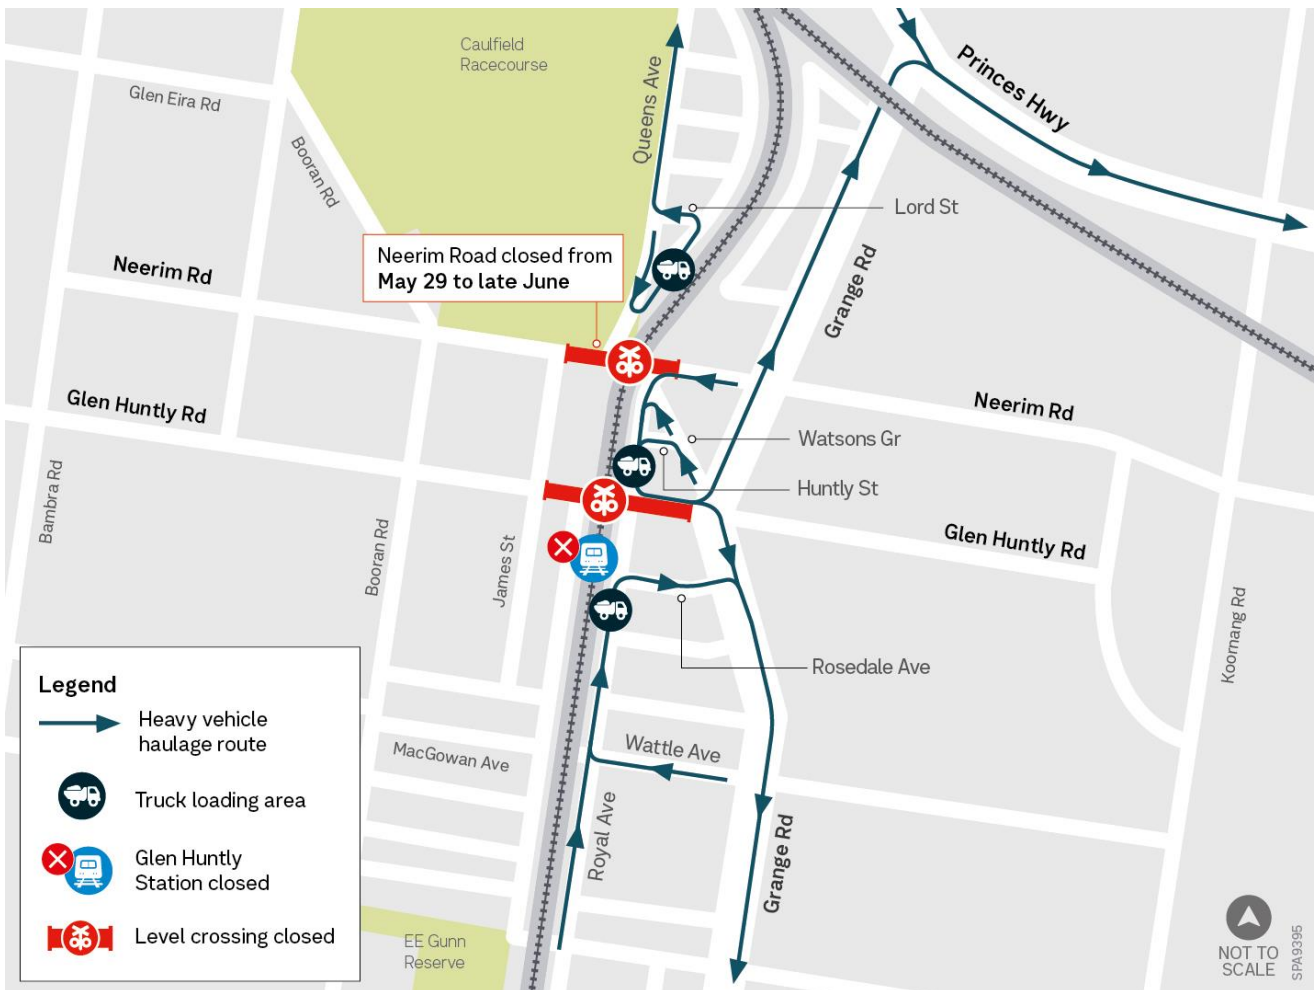 Caulfield
Racecourse
Queens Ave
Princes Hwy
Glen Eira Rd
Booran Rd
Lord St
Neerim Road closed from
May 29 to late June
Neerim Rd
Grange Rd
Glen Huntly Rd
Neerim Rd
Watsons Gr
Huntly St
Bambra Rd
Booran Rd
James St
Glen Huntly Rd
Koornang Rd
Rosedale Ave
Wattle Ave
MacGowan Ave
Royal Ave
Grange Rd
EE Gunn
Reserve
Legend
Heavy vehicle
haulage route
Truck loading area
Glen Huntly
Station closed
Level crossing closed
NOT TO
SCALE
SPA9395